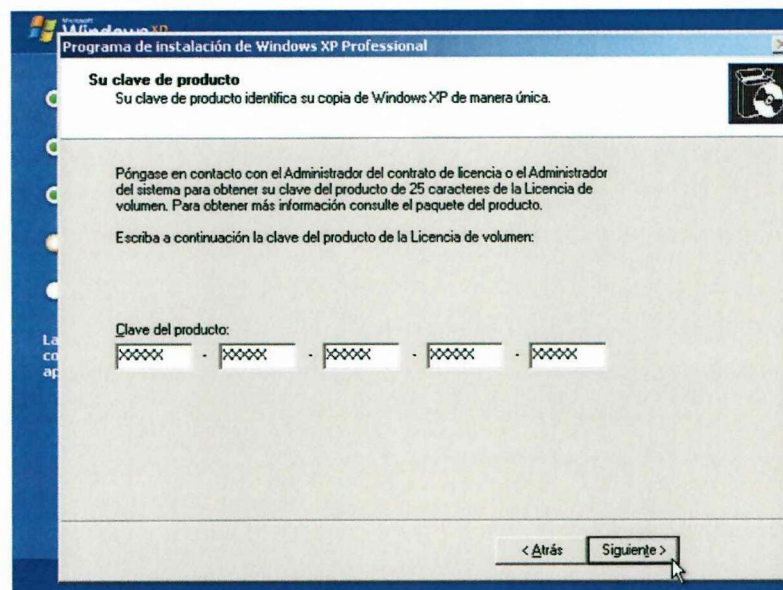 Microsoft
Windows XP
Programa de instalación de Windows XP Professional
Su clave de producto
Su clave de producto identifica su copia de Windows XP de manera única.
Póngase en contacto con el Administrador del contrato de licencia o el Administrador
del sistema para obtener su clave del producto de 25 caracteres de la Licencia de
volumen. Para obtener más información consulte el paquete del producto.
Escriba a continuación la clave del producto de la Licencia de volumen:
Clave del producto:
XXXXX - XXXXX - XXXXX - XXXXX - XXXXX
La
co
ap
< Atrás Siguiente >